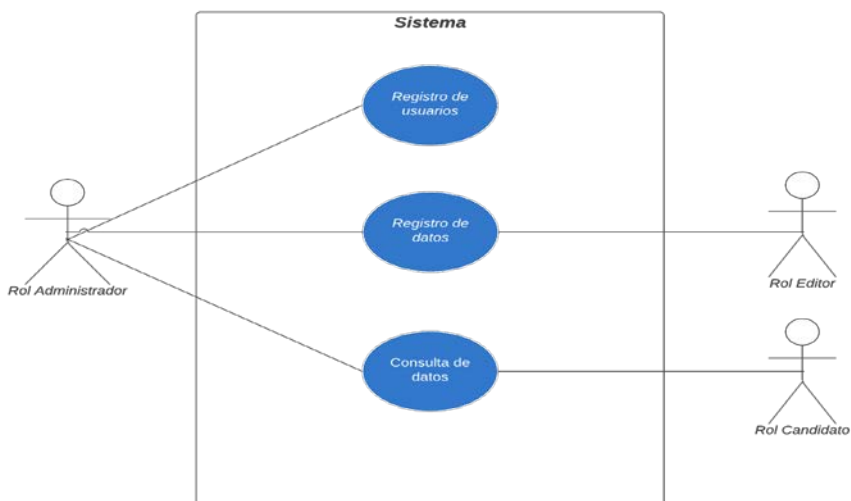 Sistema
Registro de
usuarios
Registro de
datos
Rol Administrador
Rol Editor
Consulta de
datos
Rol Candidato